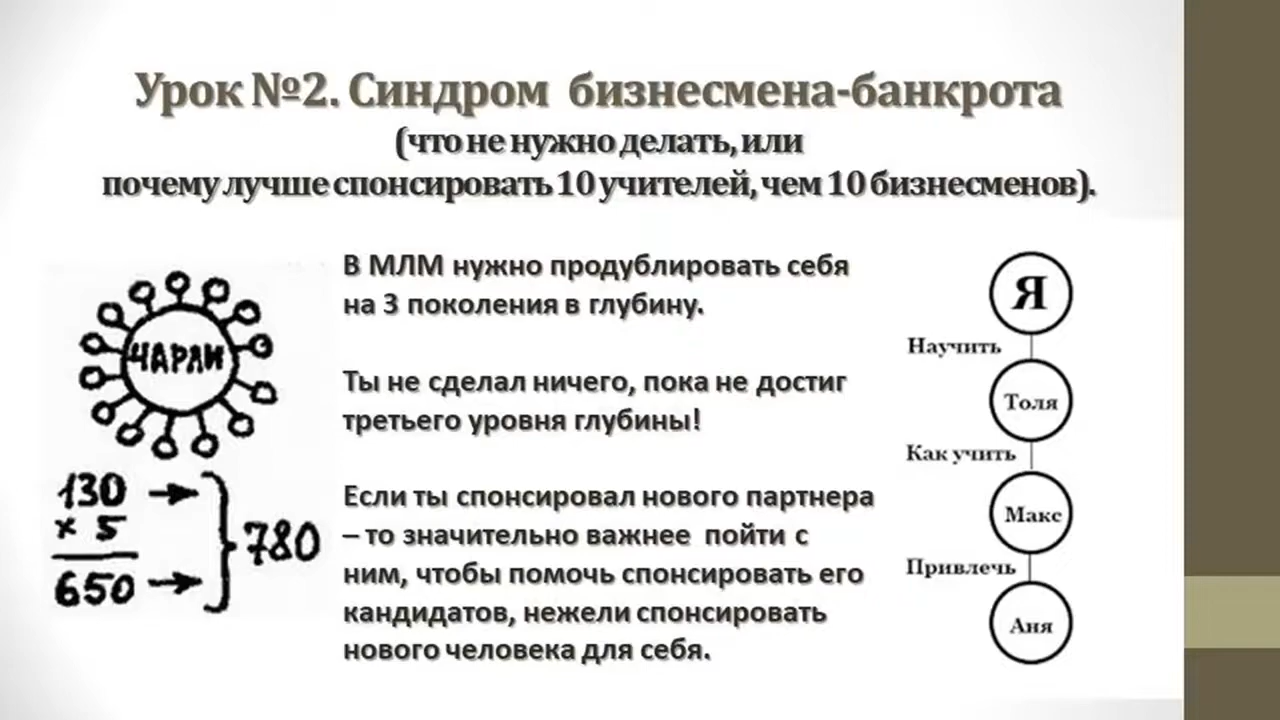 Урок №2. Синдром бизнесмена-банкрота
(что не нужно делать, или
почему лучше спонсировать 10 учителей, чем 10 бизнесменов).
В МЛМ нужно продублировать себя
на 3 поколения в глубину.
Ты не сделал ничего, пока не достиг
третьего уровня глубины!
Если ты спонсировал нового партнера
– то значительно важнее пойти с
ним, чтобы помочь спонсировать его
кандидатов, нежели спонсировать
нового человека для себя.
ЧАРЛИ
130
× 5
650
780
Я
Научить
Толя
Как учить
Макс
Привлечь
Аня